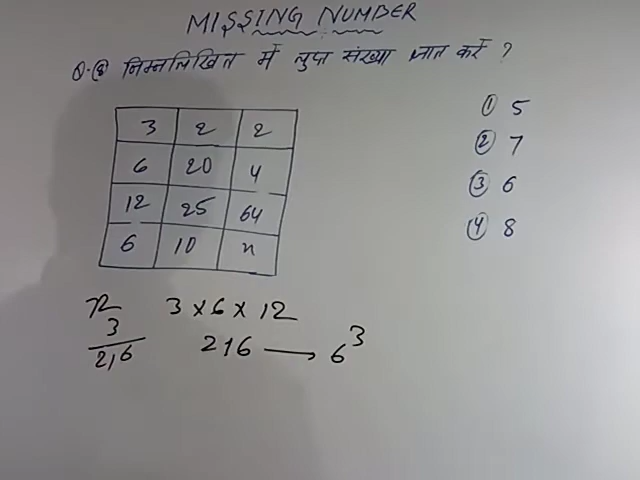 MISSING NUMBER
Q.⑧ निम्नलिखित में लुप्त संख्या ज्ञात करें ?
3 2 2
6 20 4
12 25 64
6 10 n
① 5
② 7
③ 6
④ 8
72
3
216
3 × 6 × 12
216 → 6³